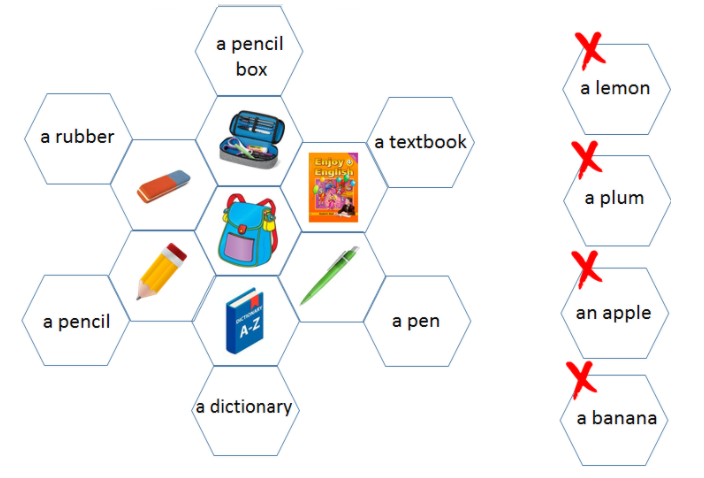 a pencil
box
a lemon
a rubber
a textbook
Enjoy
English
a plum
DICTIONARY
A-Z
a pencil
a pen
an apple
a dictionary
a banana